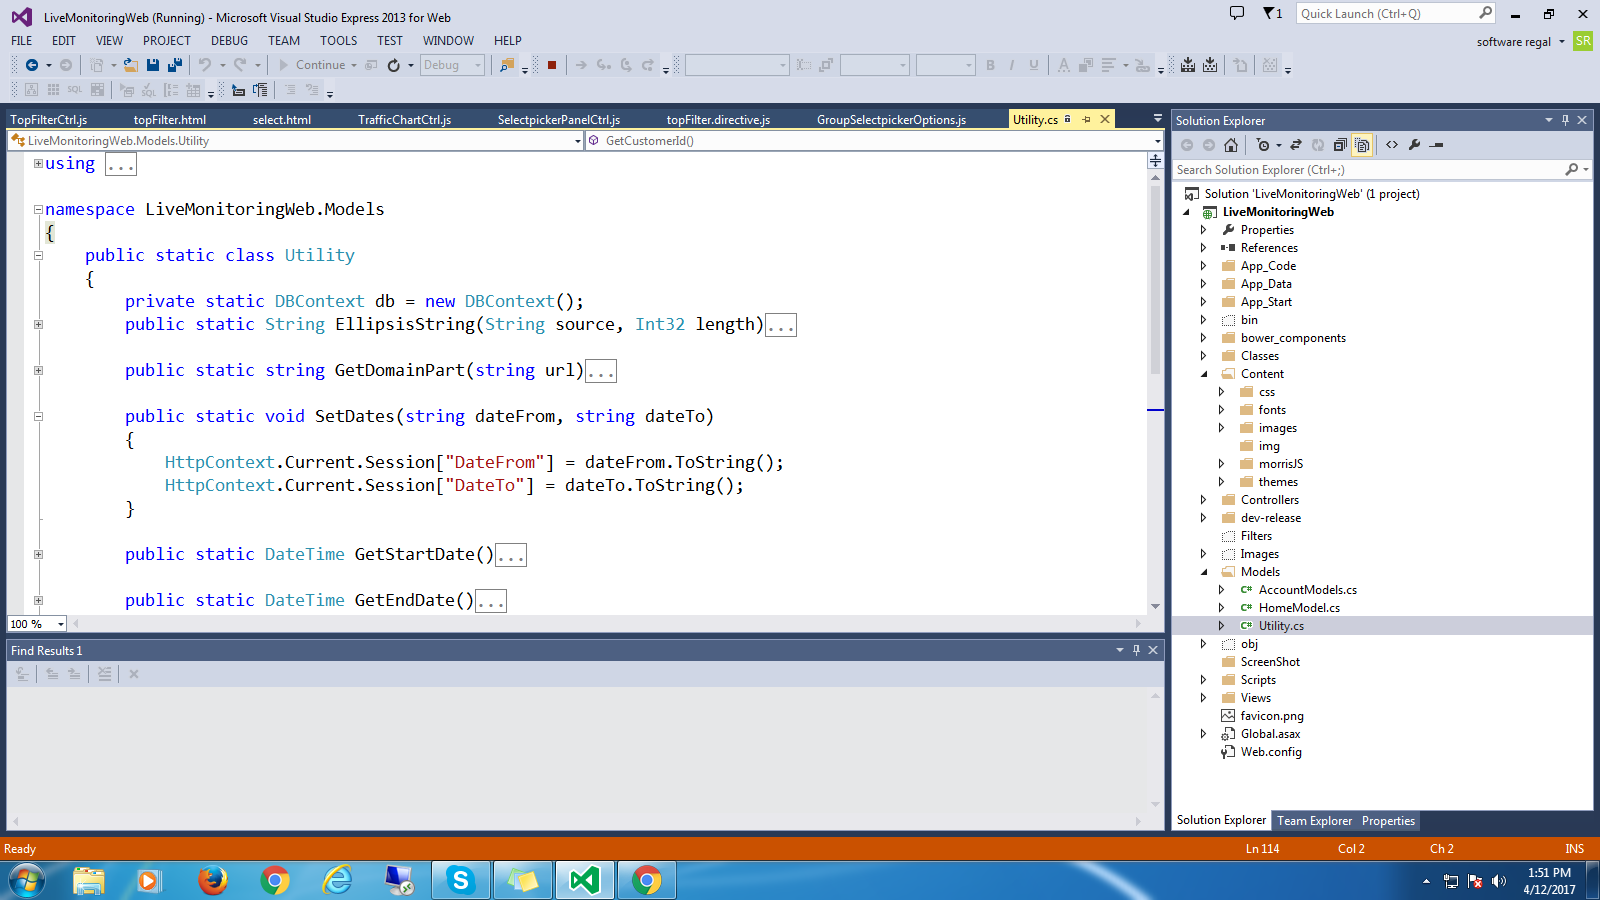 LiveMonitoringWeb (Running) - Microsoft Visual Studio Express 2013 for Web
1
Quick Launch (Ctrl+Q)
FILE EDIT VIEW PROJECT DEBUG TEAM TOOLS TEST WINDOW HELP
software regal SR
Continue Debug
B I U A
SQL
TopFilterCtrl.js topFilter.html select.html TrafficChartCtrl.js SelectpickerPanelCtrl.js topFilter.directive.js GroupSelectpickerOptions.js Utility.cs
LiveMonitoringWeb.Models.Utility GetCustomerId()
using ...
namespace LiveMonitoringWeb.Models
{
public static class Utility
{
private static DBContext db = new DBContext();
public static String EllipsisString(String source, Int32 length)...
public static string GetDomainPart(string url)...
public static void SetDates(string dateFrom, string dateTo)
{
HttpContext.Current.Session["DateFrom"] = dateFrom.ToString();
HttpContext.Current.Session["DateTo"] = dateTo.ToString();
}
public static DateTime GetStartDate()...
public static DateTime GetEndDate()...
100 %
Find Results 1
Solution Explorer
Search Solution Explorer (Ctrl+;)
Solution 'LiveMonitoringWeb' (1 project)
LiveMonitoringWeb
Properties
References
App_Code
App_Data
App_Start
bin
bower_components
Classes
Content
css
fonts
images
img
morrisJS
themes
Controllers
dev-release
Filters
Images
Models
C# AccountModels.cs
C# HomeModel.cs
C# Utility.cs
obj
ScreenShot
Scripts
Views
favicon.png
Global.asax
Web.config
Solution Explorer Team Explorer Properties
Ready Ln 114 Col 2 Ch 2 INS
1:51 PM
4/12/2017